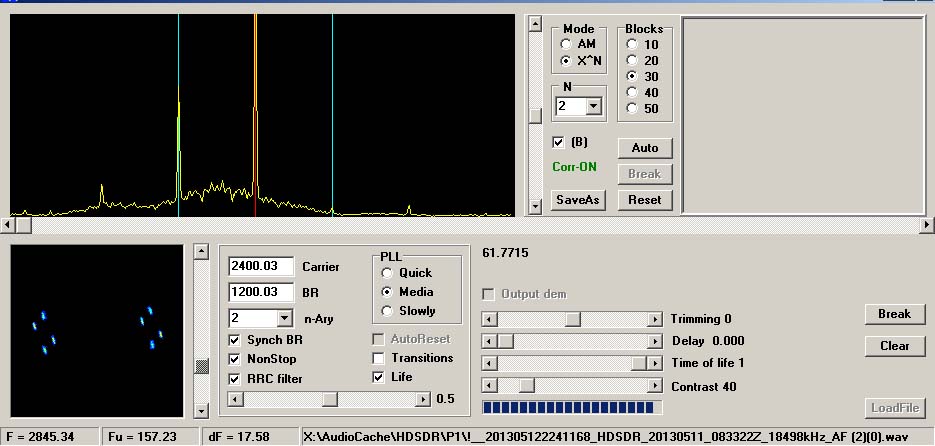 Mode
AM
X^N
N
2
Blocks
10
20
30
40
50
(B)
Corr-ON
Auto
Break
SaveAs
Reset
2400.03 Carrier
1200.03 BR
2 n-Ary
Synch BR
NonStop
RRC filter
0.5
PLL
Quick
Media
Slowly
AutoReset
Transitions
Life
61.7715
Output dem
Trimming 0
Delay 0.000
Time of life 1
Contrast 40
Break
Clear
LoadFile
F = 2845.34
Fu = 157.23
dF = 17.58
X:\AudioCache\HDSDR\P1\!__201305122241168_HDSDR_20130511_083322Z_18498kHz_AF (2)[0).wav